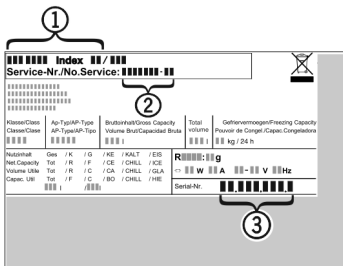 1
Index /
Service-Nr./No.Service: -
2
Klasse/Class Ap-Typ/AP-Type Bruttoinhalt/Gross Capacity Total Gefriervermoegen/Freezing Capacity
Classe/Clase AP-Type/AP-Tipo Volume Brut/Capacidad Bruta volume Pouvoir de Congel./Capac.Congeladora
l l kg / 24 h
Nutzinhalt Ges / K / G / KE / KALT / EIS
Net.Capacity Tot / R / F / CE / CHILL / ICE
Volume Utile Tot / F / C / CA / CHILL / GLA
Capac. Util Tot / F / C / BO / CHILL / HIE
l / l
R : g
~ W A - V Hz
Serial-Nr. . . .
3